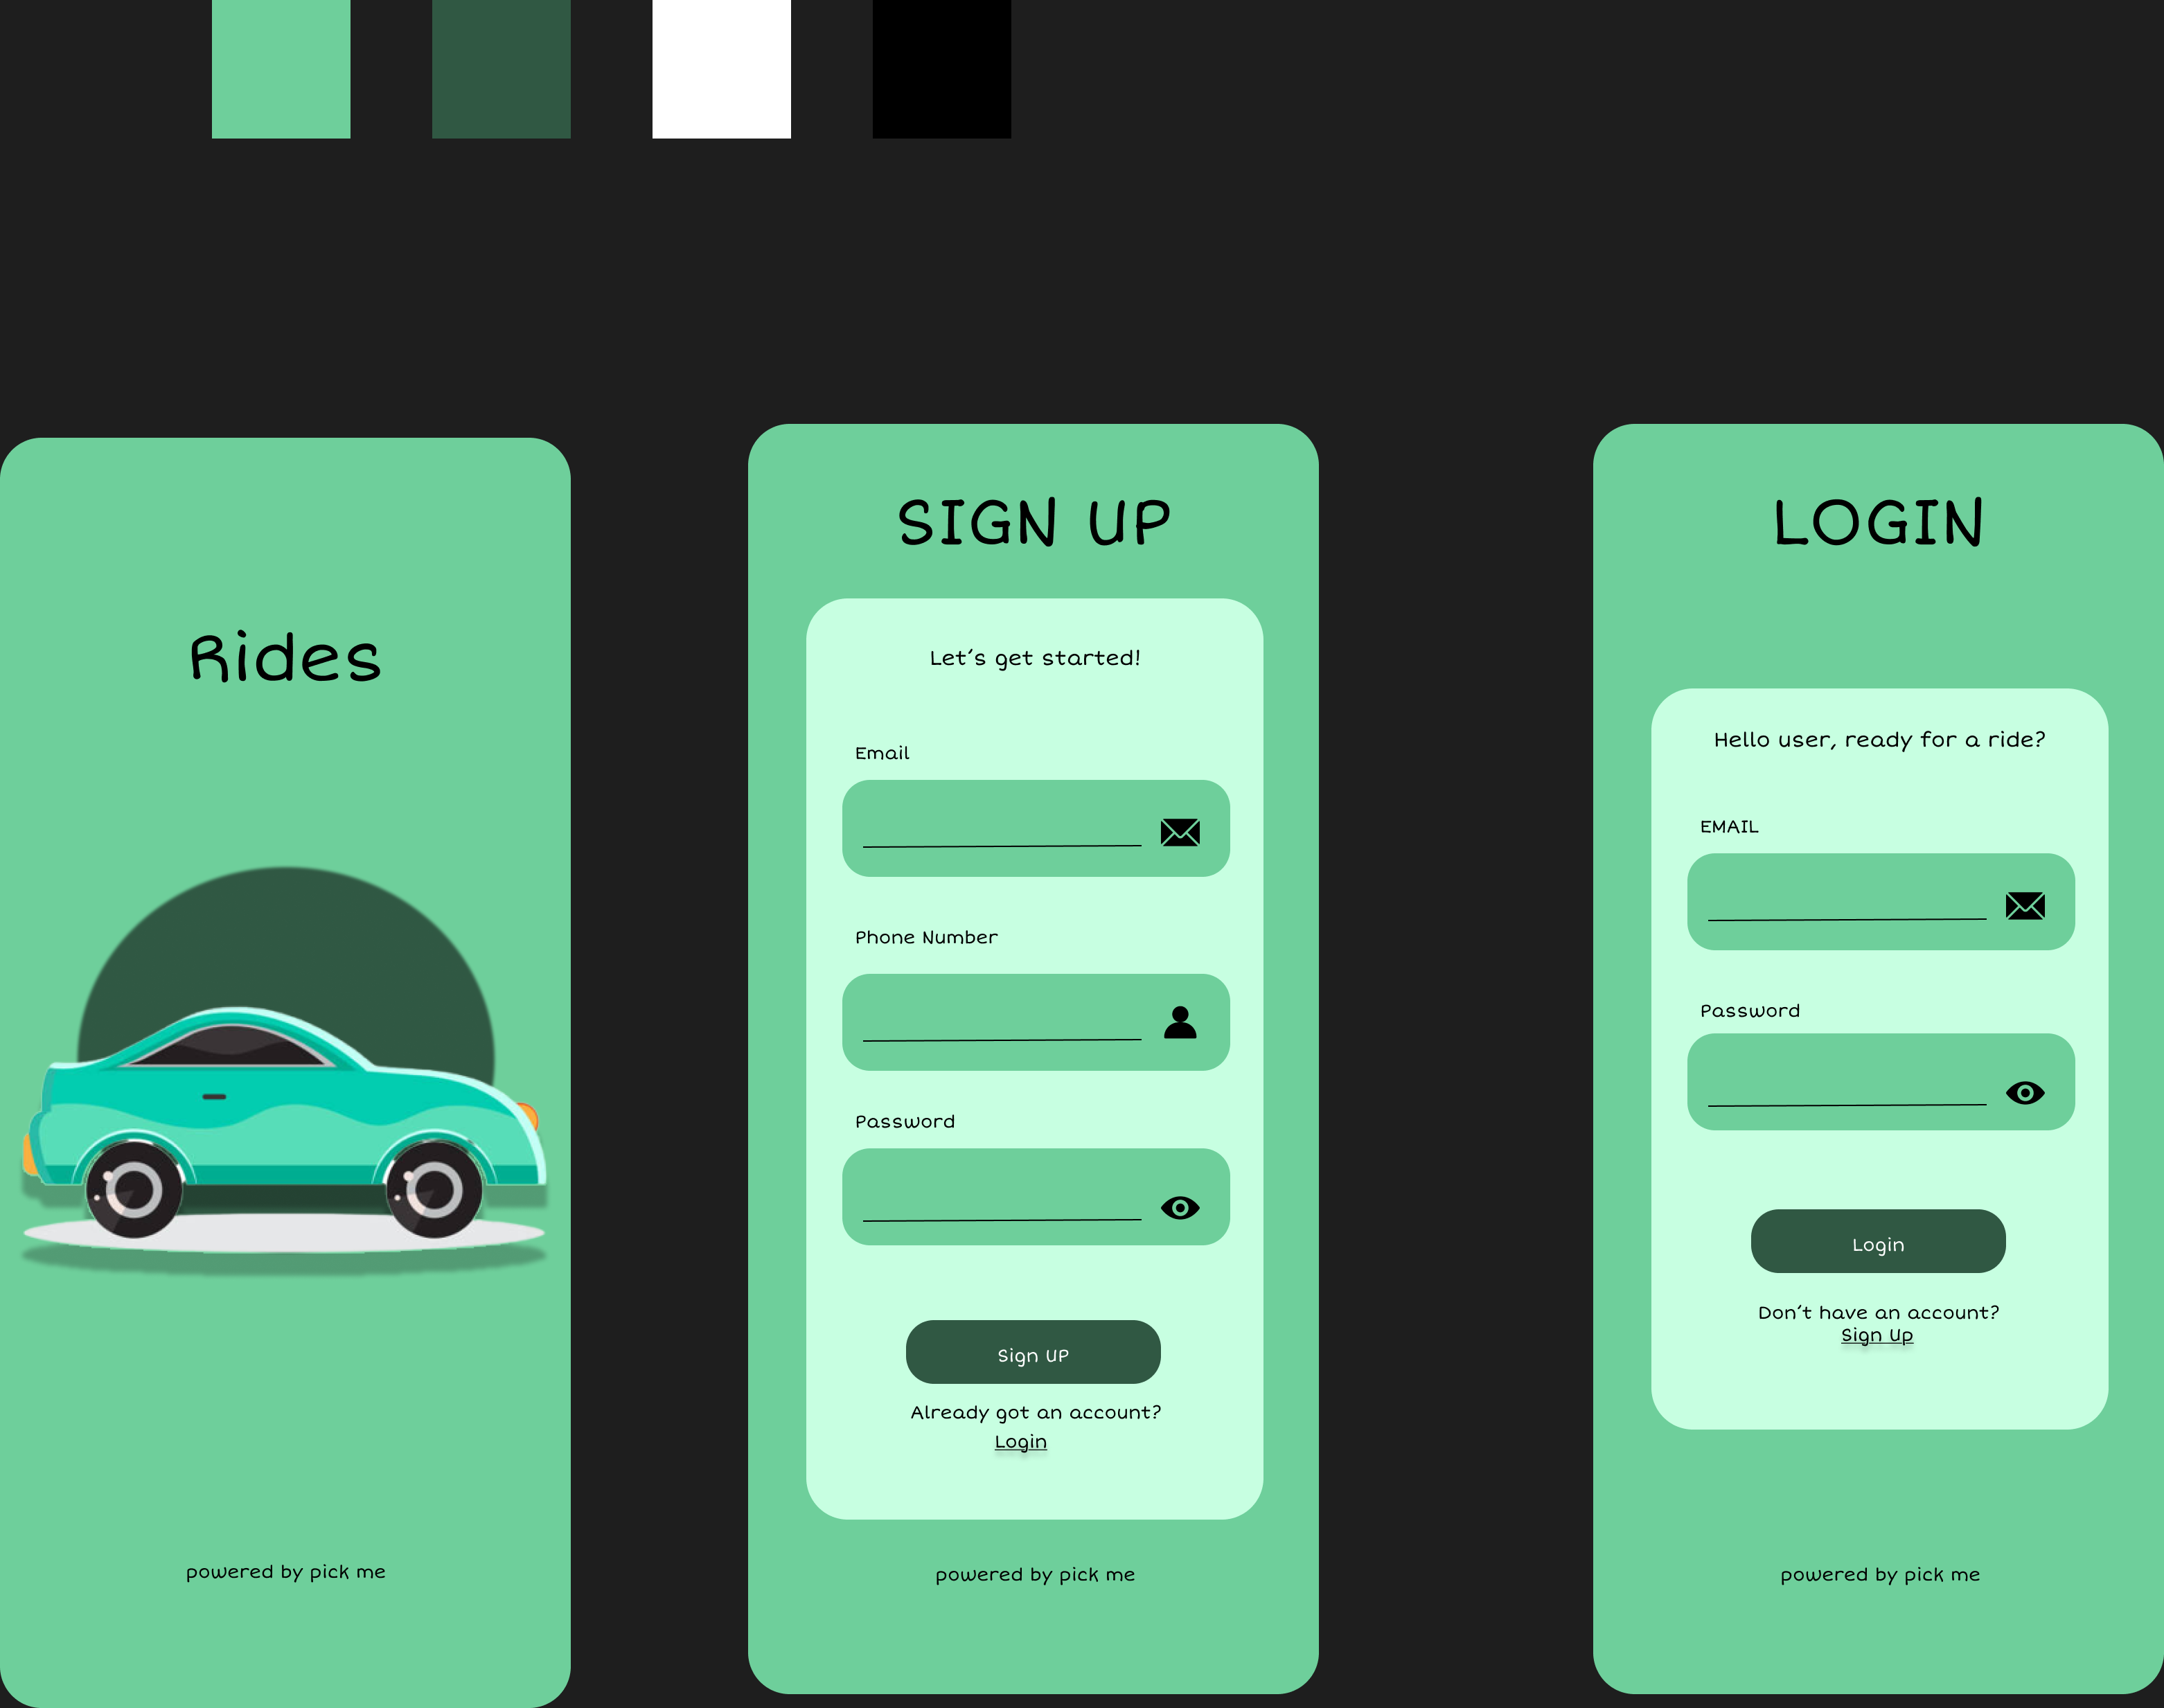 Rides
powered by pick me
SIGN UP
Let's get started!
Email
Phone Number
Password
Sign UP
Already got an account?
Login
powered by pick me
LOGIN
Hello user, ready for a ride?
EMAIL
Password
Login
Don't have an account?
Sign Up
powered by pick me